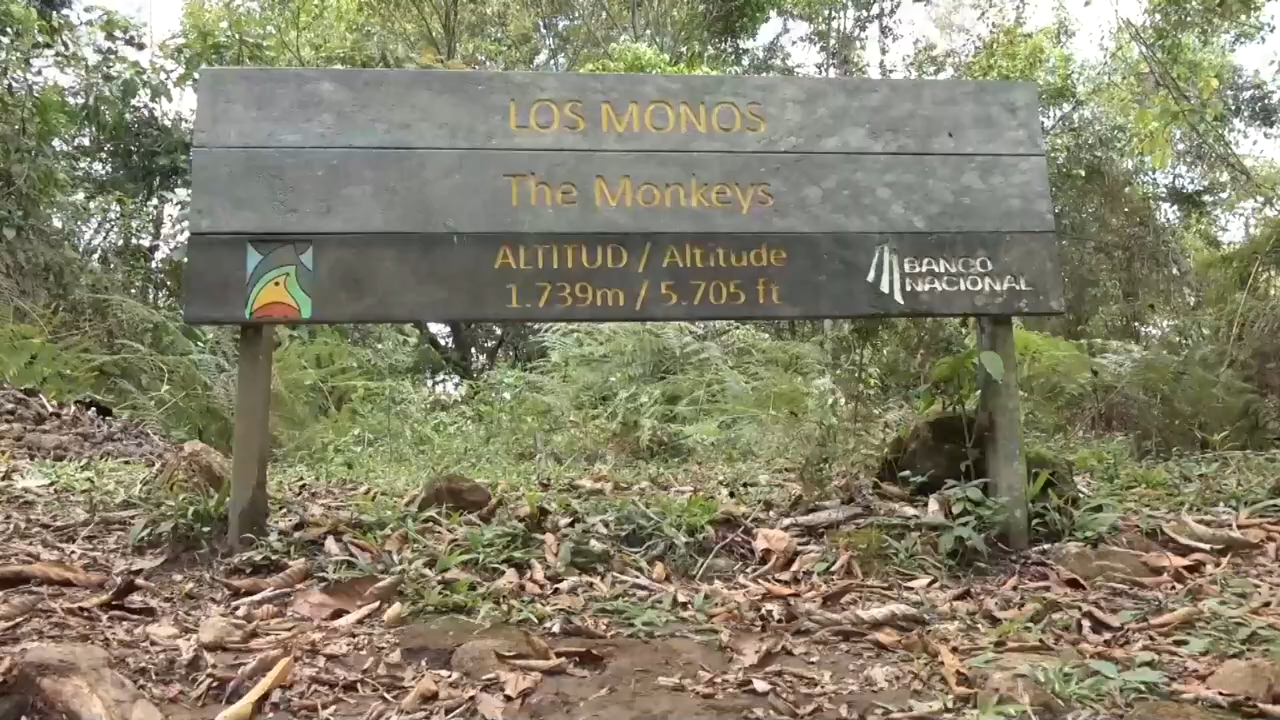 LOS MONOS
The Monkeys
ALTITUD / Altitude
1.739m / 5.705 ft
BANCO
NACIONAL